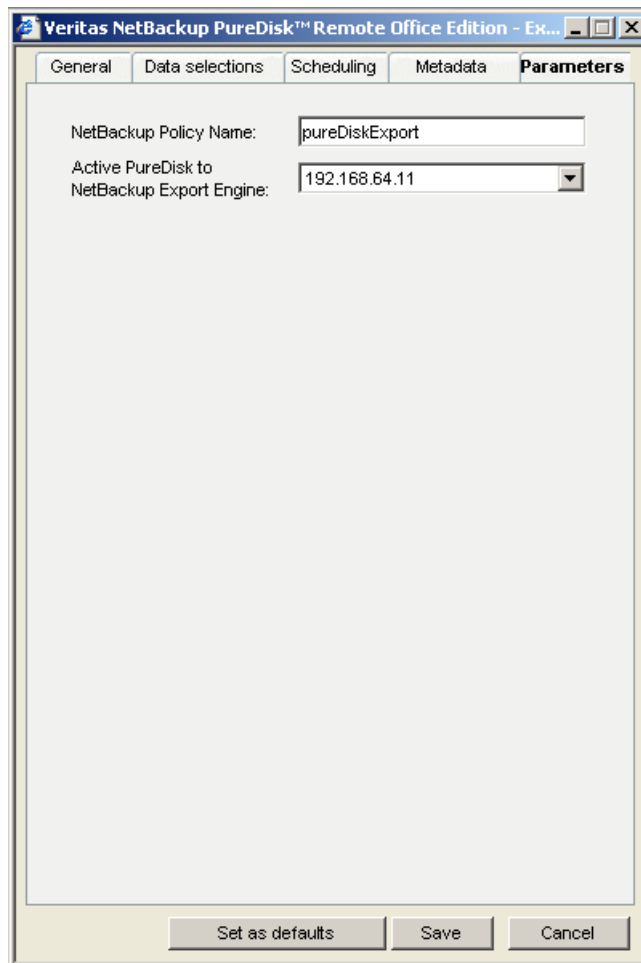 Veritas NetBackup PureDisk™ Remote Office Edition - Ex...
General Data selections Scheduling Metadata Parameters
NetBackup Policy Name: pureDiskExport
Active PureDisk to
NetBackup Export Engine: 192.168.64.11
Set as defaults Save Cancel